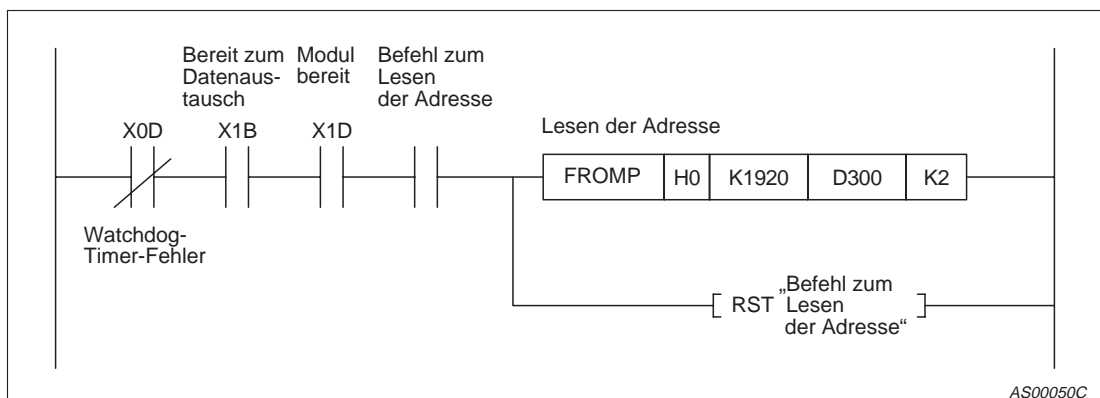 Bereit zum
Datenaus-
tausch
Modul
bereit
Befehl zum
Lesen
der Adresse
X0D
X1B
X1D
Lesen der Adresse
FROMP H0 K1920 D300 K2
Watchdog-
Timer-Fehler
RST „Befehl zum
Lesen
der Adresse“
AS00050C